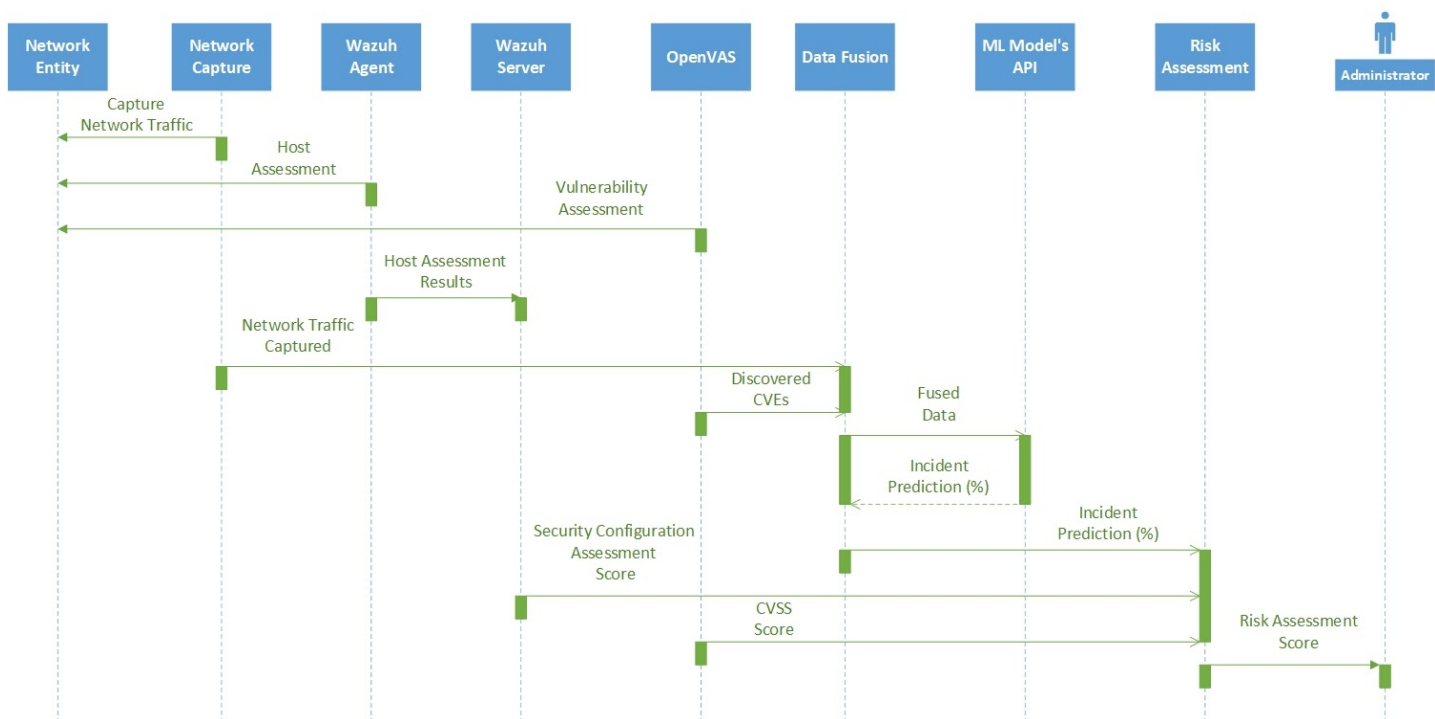 Network
Entity
Network
Capture
Wazuh
Agent
Wazuh
Server
OpenVAS
Data Fusion
ML Model's
API
Risk
Assessment
Administrator
Capture
Network Traffic
Host
Assessment
Vulnerability
Assessment
Host Assessment
Results
Network Traffic
Captured
Discovered
CVEs
Fused
Data
Incident
Prediction (%)
Incident
Prediction (%)
Security Configuration
Assessment
Score
CVSS
Score
Risk Assessment
Score